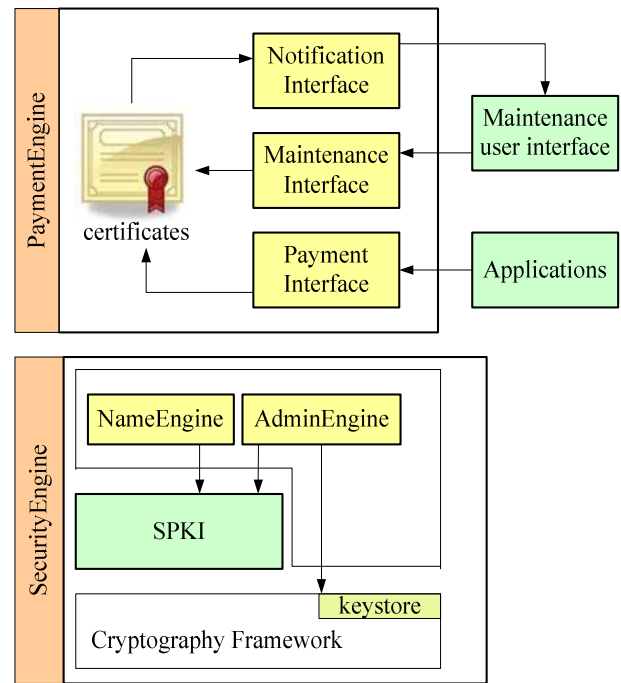 PaymentEngine
Notification
Interface
Maintenance
user interface
Maintenance
Interface
certificates
Payment
Interface
Applications
SecurityEngine
NameEngine
AdminEngine
SPKI
keystore
Cryptography Framework